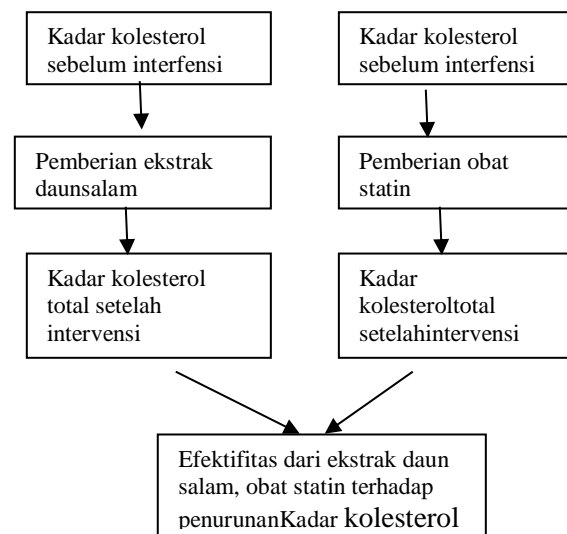 Kadar kolesterol
sebelum interfensi
Kadar kolesterol
sebelum interfensi
Pemberian ekstrak
daunsalam
Pemberian obat
statin
Kadar kolesterol
total setelah
intervensi
Kadar
kolesteroltotal
setelahintervensi
Efektifitas dari ekstrak daun
salam, obat statin terhadap
penurunanKadar kolesterol